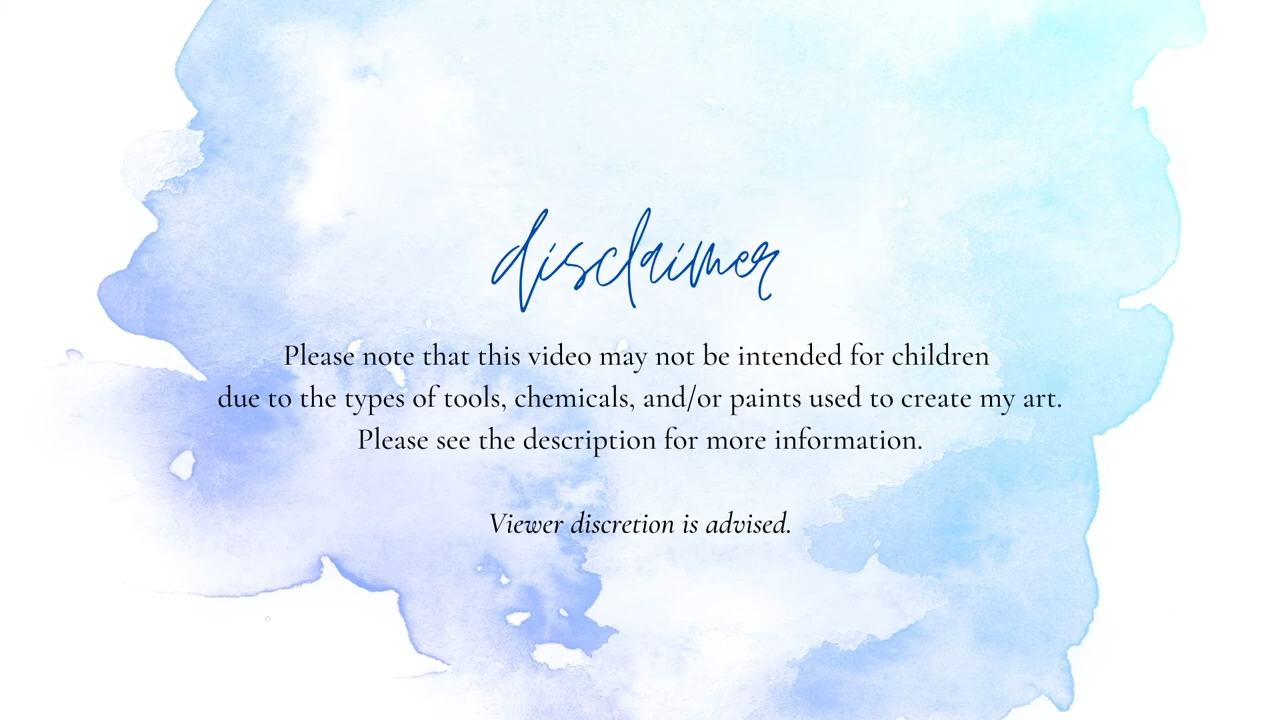 disclaimer
Please note that this video may not be intended for children
due to the types of tools, chemicals, and/or paints used to create my art.
Please see the description for more information.
Viewer discretion is advised.